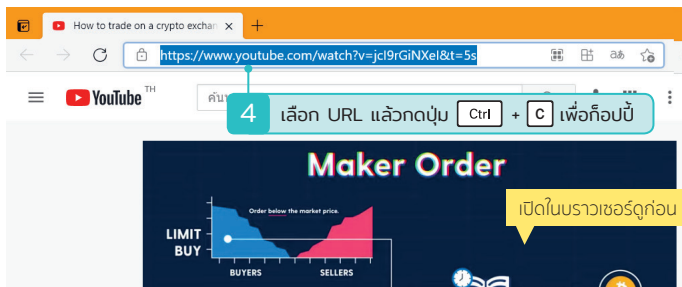 How to trade on a crypto exchan
https://www.youtube.com/watch?v=jcI9rGiNXeI&t=5s
YouTube TH
4 เลือก URL แล้วกดปุ่ม Ctrl + C เพื่อก็อปปี้
Maker Order
เปิดในบราวเซอร์ดูก่อน
Order below the market price.
LIMIT
BUY
BUYERS SELLERS